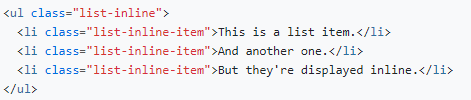 <ul class="list-inline">
  <li class="list-inline-item">This is a list item.</li>
  <li class="list-inline-item">And another one.</li>
  <li class="list-inline-item">But they're displayed inline.</li>
</ul>